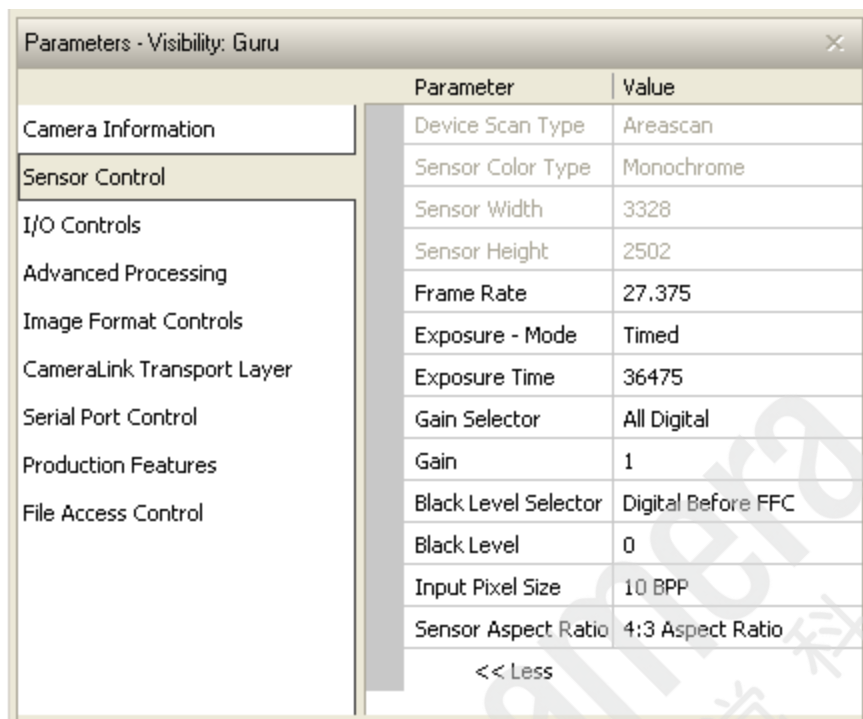 Parameters - Visibility: Guru
Parameter Value
Camera Information
Sensor Control
I/O Controls
Advanced Processing
Image Format Controls
CameraLink Transport Layer
Serial Port Control
Production Features
File Access Control
Device Scan Type Areascan
Sensor Color Type Monochrome
Sensor Width 3328
Sensor Height 2502
Frame Rate 27.375
Exposure - Mode Timed
Exposure Time 36475
Gain Selector All Digital
Gain 1
Black Level Selector Digital Before FFC
Black Level 0
Input Pixel Size 10 BPP
Sensor Aspect Ratio 4:3 Aspect Ratio
<< Less